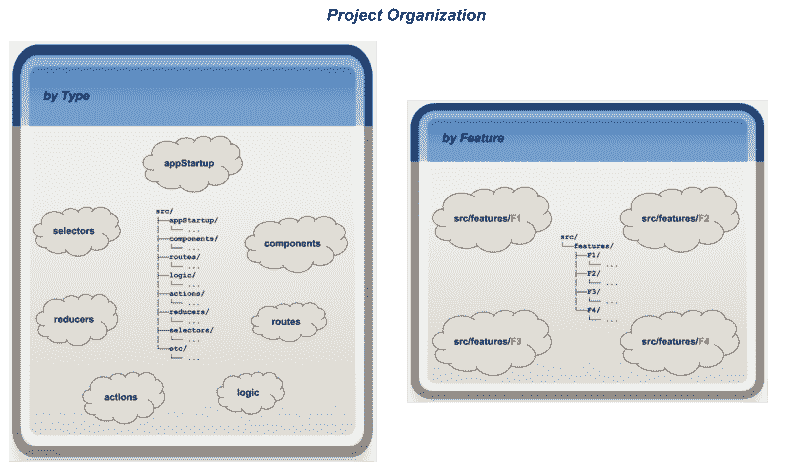 Project Organization
by Type
appStartup
selectors
components
reducers
routes
actions
logic
src/
├──appStartup/
│  └── ...
├──components/
│  └── ...
├──routes/
│  └── ...
├──logic/
│  └── ...
├──actions/
│  └── ...
├──reducers/
│  └── ...
├──selectors/
│  └── ...
└──etc/
   └── ...
by Feature
src/features/F1
src/features/F2
src/features/F3
src/features/F4
src/
└──features/
   ├──F1/
   │  └── ...
   ├──F2/
   │  └── ...
   ├──F3/
   │  └── ...
   └──F4/
      └── ...